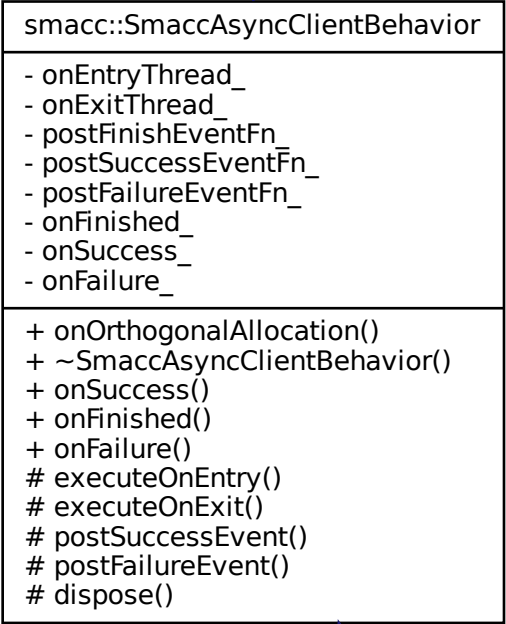 smacc::SmaccAsyncClientBehavior
- onEntryThread_
- onExitThread_
- postFinishEventFn_
- postSuccessEventFn_
- postFailureEventFn_
- onFinished_
- onSuccess_
- onFailure_
+ onOrthogonalAllocation()
+ ~SmaccAsyncClientBehavior()
+ onSuccess()
+ onFinished()
+ onFailure()
# executeOnEntry()
# executeOnExit()
# postSuccessEvent()
# postFailureEvent()
# dispose()